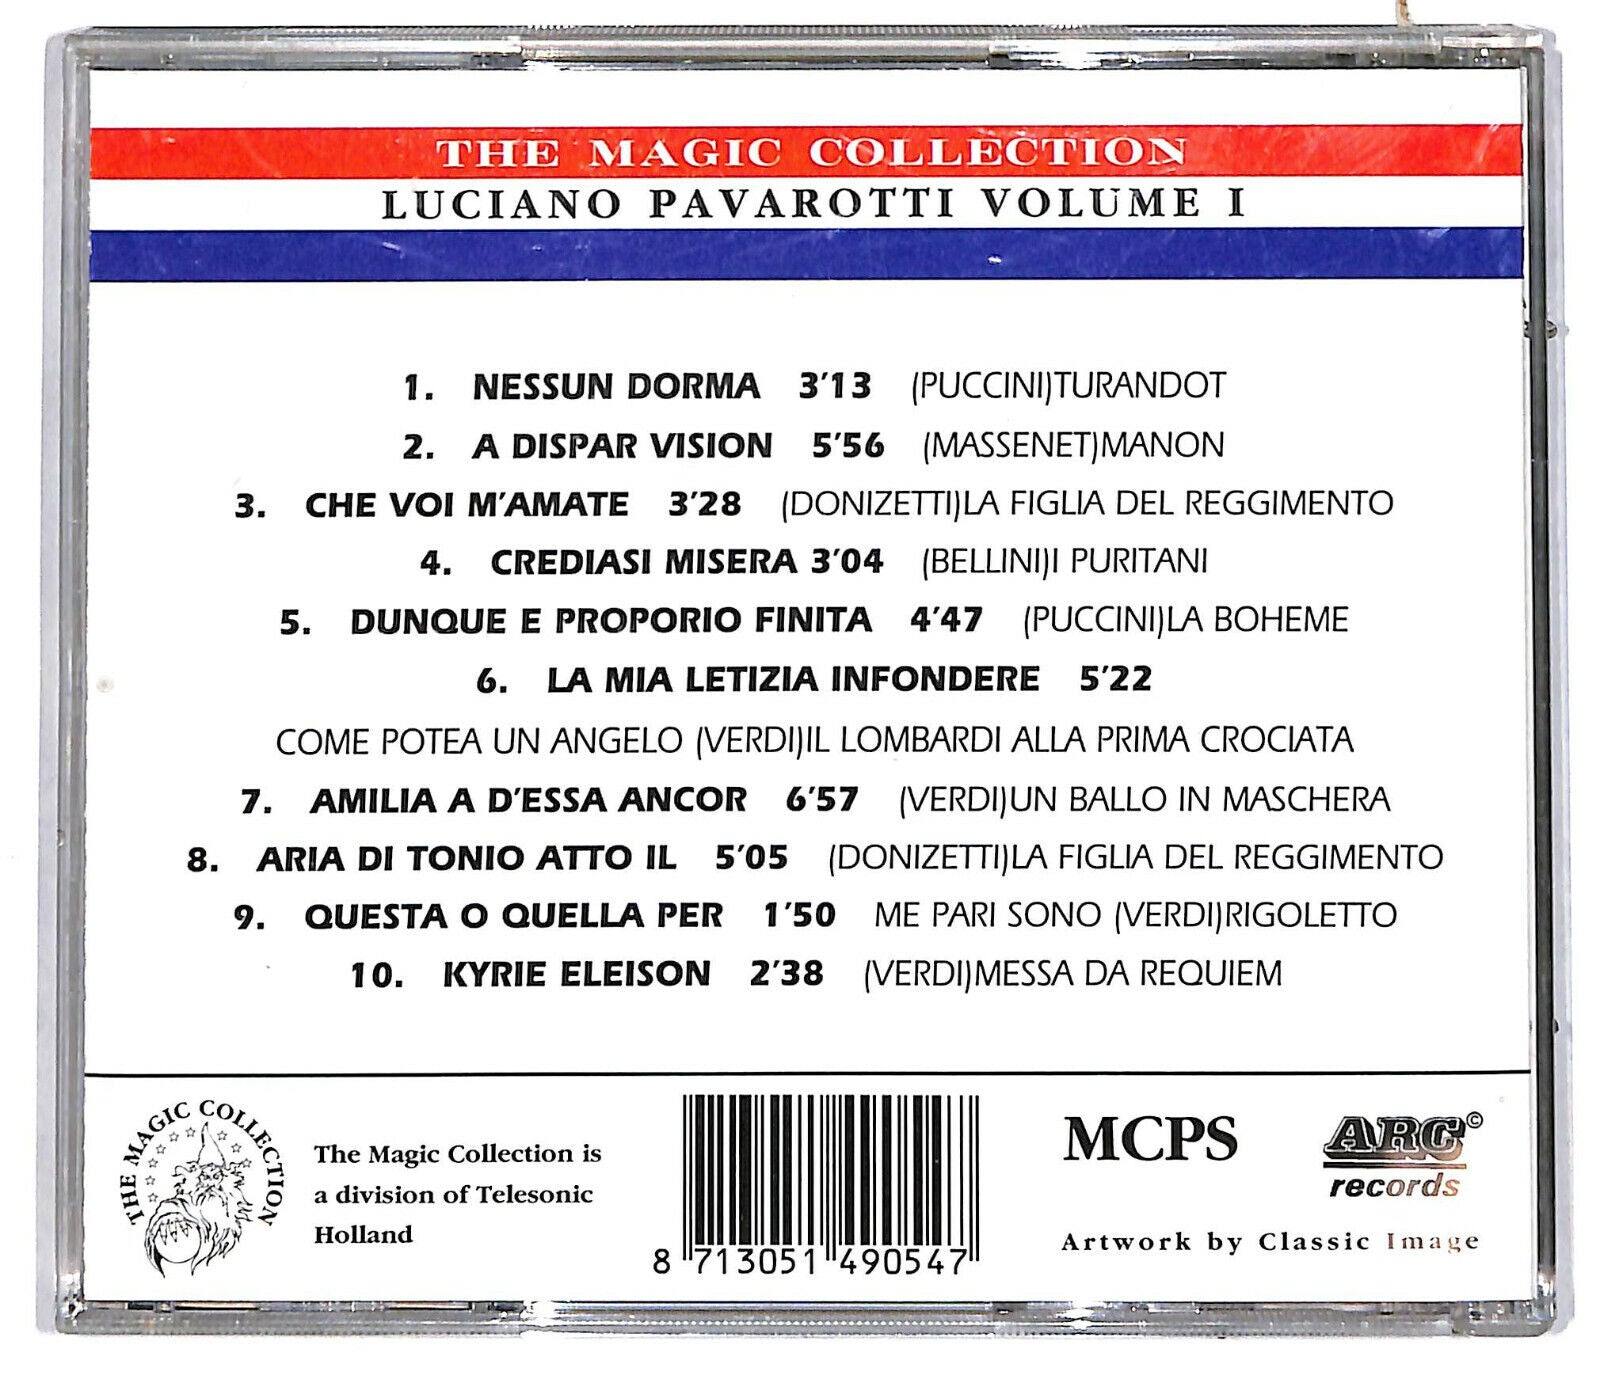 THE MAGIC COLLECTION
LUCIANO PAVAROTTI VOLUME I
1. NESSUN DORMA 3'13 (PUCCINI)TURANDOT
2. A DISPAR VISION 5'56 (MASSENET)MANON
3. CHE VOI M'AMATE 3'28 (DONIZETTI)LA FIGLIA DEL REGGIMENTO
4. CREDIASI MISERA 3'04 (BELLINI)I PURITANI
5. DUNQUE E PROPORIO FINITA 4'47 (PUCCINI)LA BOHEME
6. LA MIA LETIZIA INFONDERE 5'22
COME POTEA UN ANGELO (VERDI)IL LOMBARDI ALLA PRIMA CROCIATA
7. AMILIA A D'ESSA ANCOR 6'57 (VERDI)UN BALLO IN MASCHERA
8. ARIA DI TONIO ATTO IL 5'05 (DONIZETTI)LA FIGLIA DEL REGGIMENTO
9. QUESTA O QUELLA PER 1'50 ME PARI SONO (VERDI)RIGOLETTO
10. KYRIE ELEISON 2'38 (VERDI)MESSA DA REQUIEM
THE MAGIC COLLECTION
The Magic Collection is
a division of Telesonic
Holland
8 713051 490547
MCPS
ARC©
records
Artwork by Classic Image